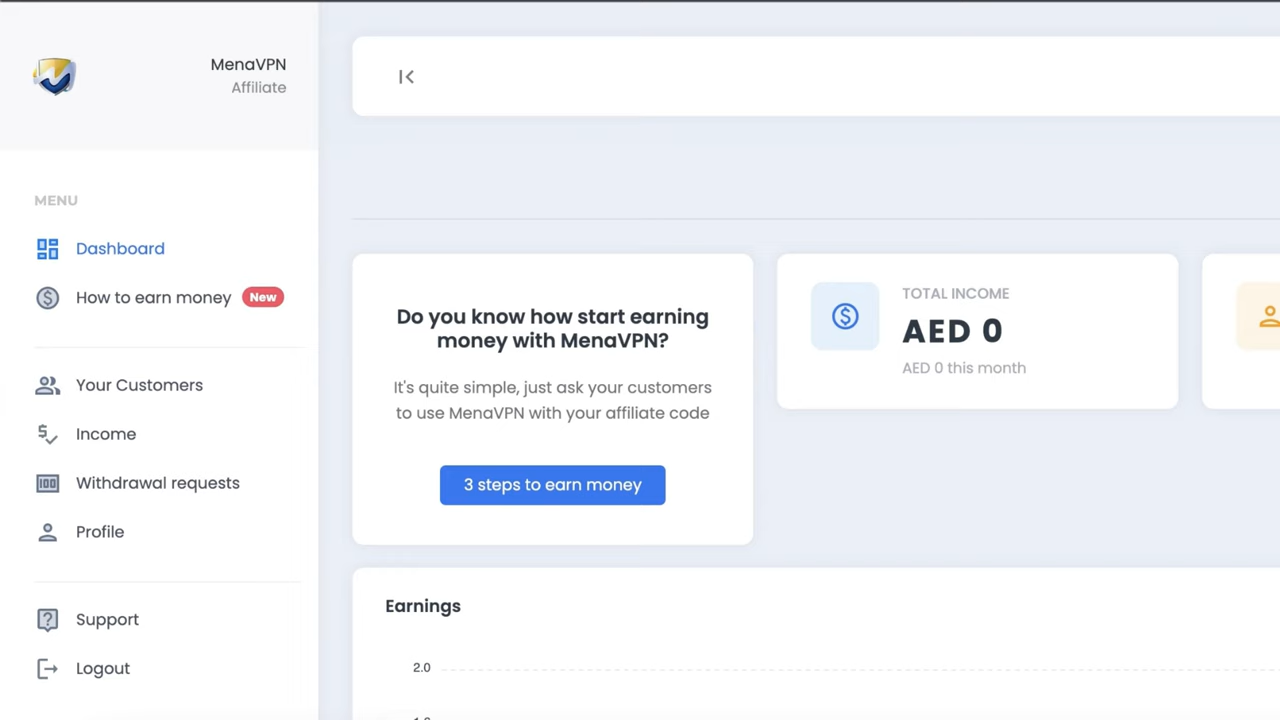 MenaVPN
Affiliate
MENU
Dashboard
How to earn money New
Your Customers
Income
Withdrawal requests
Profile
Support
Logout
Do you know how start earning
money with MenaVPN?
It's quite simple, just ask your customers
to use MenaVPN with your affiliate code
3 steps to earn money
TOTAL INCOME
AED 0
AED 0 this month
Earnings
2.0